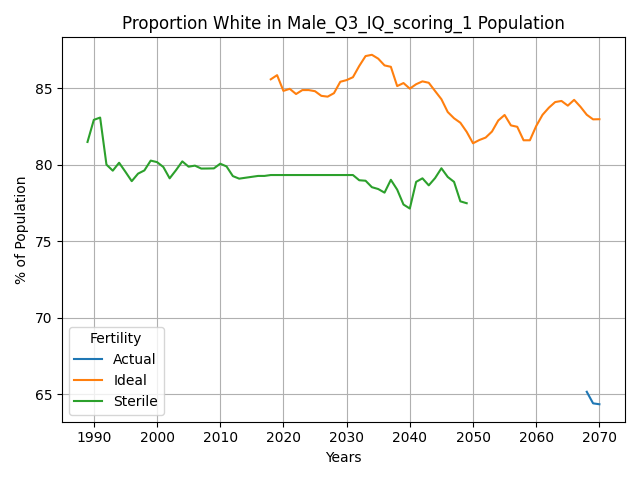 Proportion White in Male_Q3_IQ_scoring_1 Population
% of Population
85
80
75
70
65
Fertility
Actual
Ideal
Sterile
1990 2000 2010 2020 2030 2040 2050 2060 2070
Years